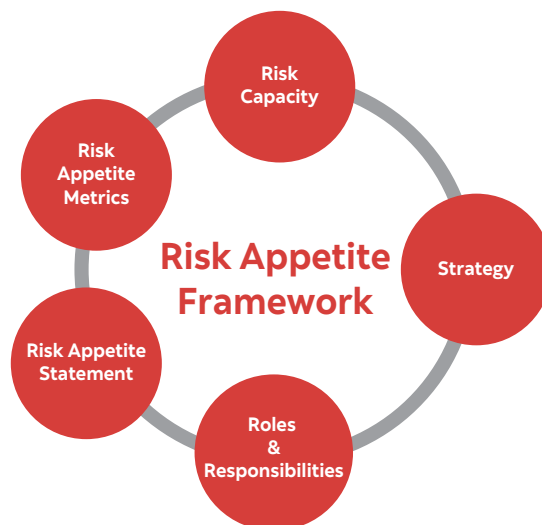 Risk
Capacity
Risk
Appetite
Metrics
Risk Appetite
Framework
Strategy
Risk Appetite
Statement
Roles
&
Responsibilities